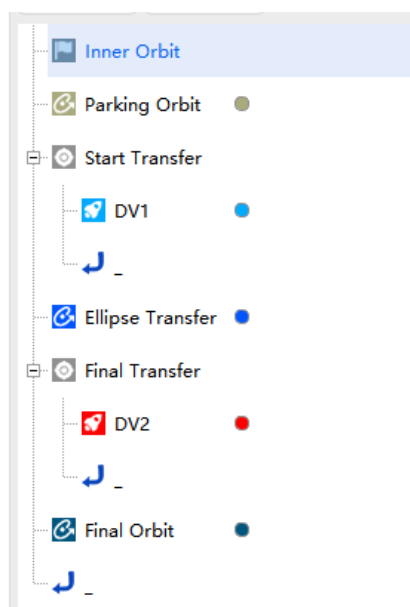 Inner Orbit
Parking Orbit
Start Transfer
DV1
_
Ellipse Transfer
Final Transfer
DV2
_
Final Orbit
_